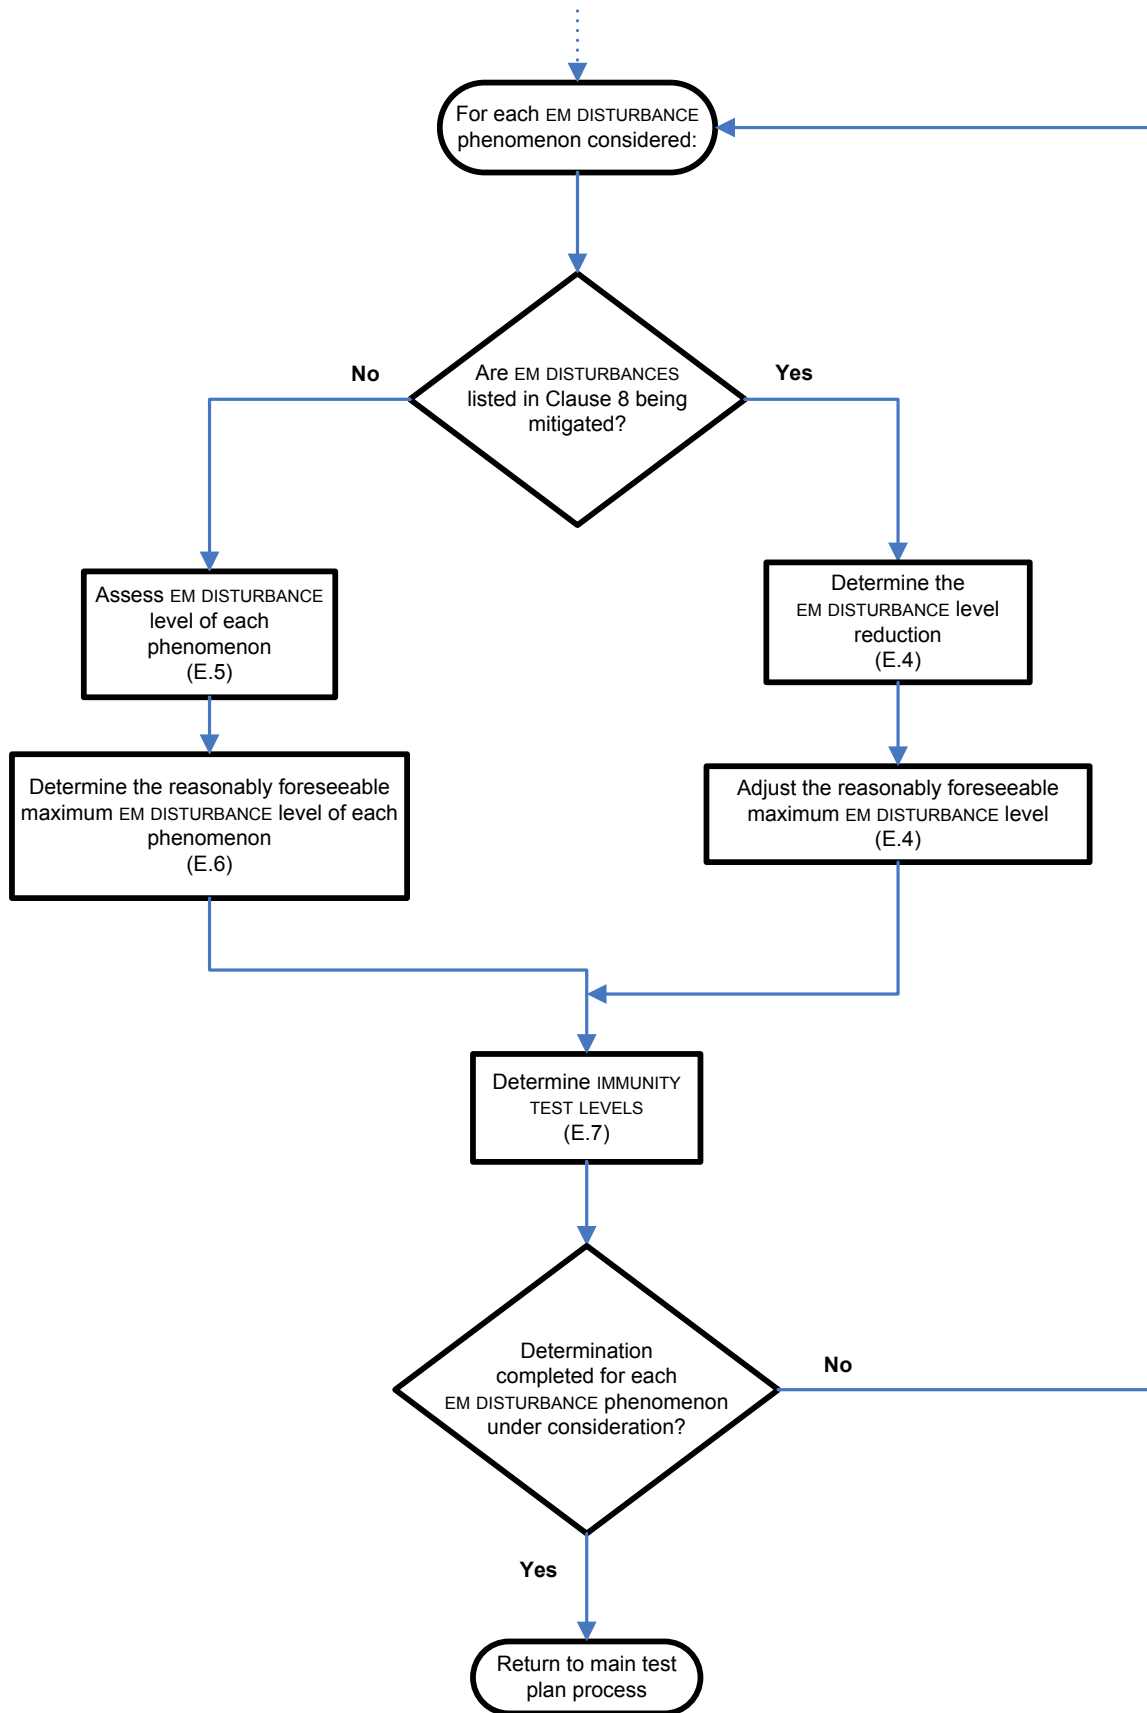 For each EM DISTURBANCE
phenomenon considered:
No
Yes
Are EM DISTURBANCES
listed in Clause 8 being
mitigated?
Assess EM DISTURBANCE
level of each
phenomenon
(E.5)
Determine the
EM DISTURBANCE level
reduction
(E.4)
Determine the reasonably foreseeable
maximum EM DISTURBANCE level of each
phenomenon
(E.6)
Adjust the reasonably foreseeable
maximum EM DISTURBANCE level
(E.4)
Determine IMMUNITY
TEST LEVELS
(E.7)
Determination
completed for each
EM DISTURBANCE phenomenon
under consideration?
No
Yes
Return to main test
plan process